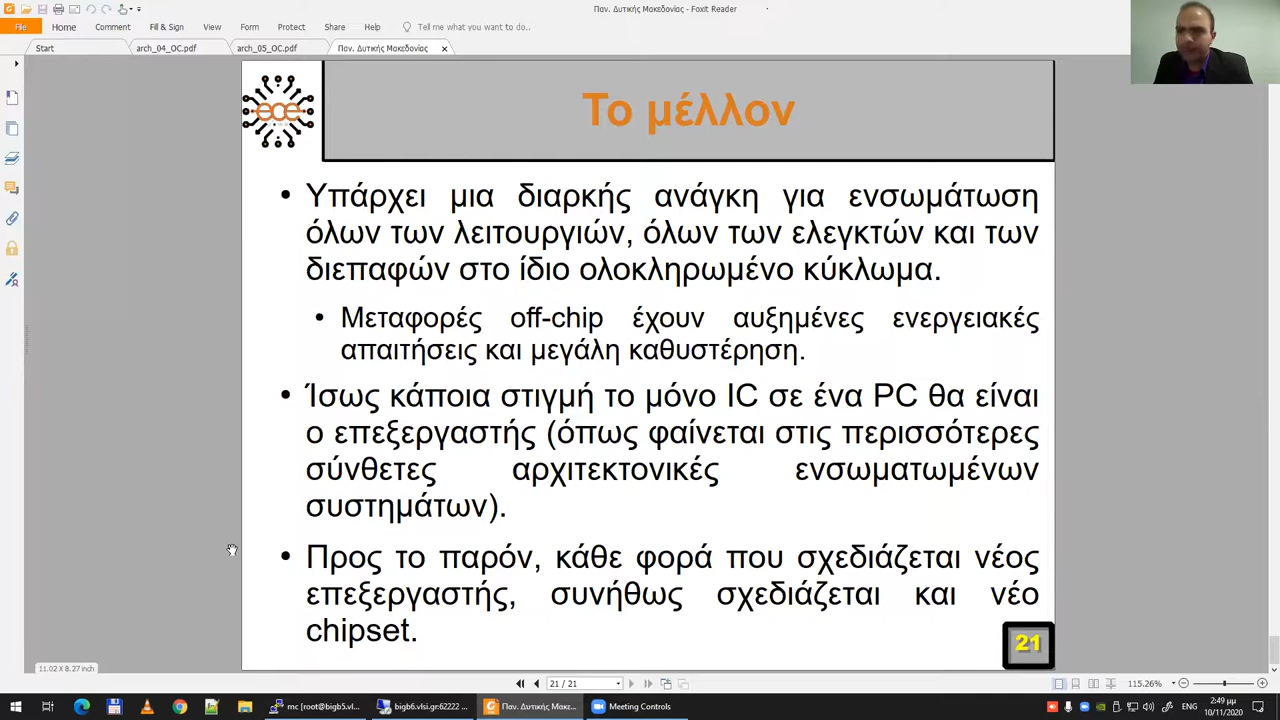 Παν. Δυτικής Μακεδονίας - Foxit Reader
File Home Comment Fill & Sign View Form Protect Share Help Tell me what you want to do..
Start arch_04_OC.pdf arch_05_OC.pdf Παν. Δυτικής Μακεδονίας
ece
Το μέλλον
• Υπάρχει μια διαρκής ανάγκη για ενσωμάτωση
όλων των λειτουργιών, όλων των ελεγκτών και των
διεπαφών στο ίδιο ολοκληρωμένο κύκλωμα.
• Μεταφορές off-chip έχουν αυξημένες ενεργειακές
απαιτήσεις και μεγάλη καθυστέρηση.
• Ίσως κάποια στιγμή το μόνο IC σε ένα PC θα είναι
ο επεξεργαστής (όπως φαίνεται στις περισσότερες
σύνθετες αρχιτεκτονικές ενσωματωμένων
συστημάτων).
• Προς το παρόν, κάθε φορά που σχεδιάζεται νέος
επεξεργαστής, συνήθως σχεδιάζεται και νέο
chipset.
21
11.02 x 8.27 inch
21 / 21
115.26%
mc [root@bigb5.vl... bigb6.vlsi.gr:62222 ... Παν. Δυτικής Μακεδ... Meeting Controls
2:49 μμ
10/11/2020